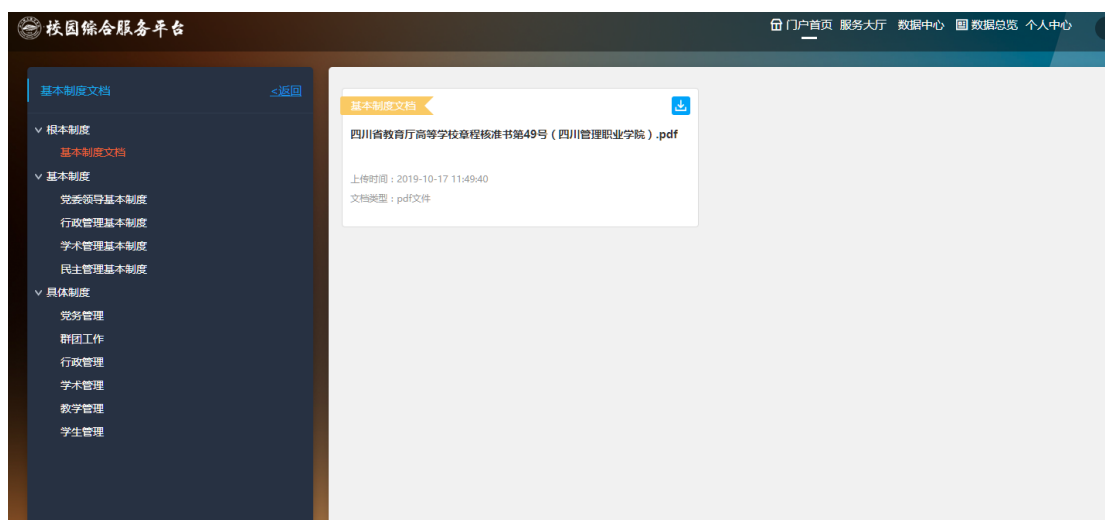 校园综合服务平台
门户首页 服务大厅 数据中心 数据总览 个人中心
基本制度文档 <返回
根本制度
基本制度文档
基本制度
党委领导基本制度
行政管理基本制度
学术管理基本制度
民主管理基本制度
具体制度
党务管理
群团工作
行政管理
学术管理
教学管理
学生管理
基本制度文档
四川省教育厅高等学校章程核准书第49号（四川管理职业学院）.pdf
上传时间：2019-10-17 11:49:40
文档类型：pdf文件